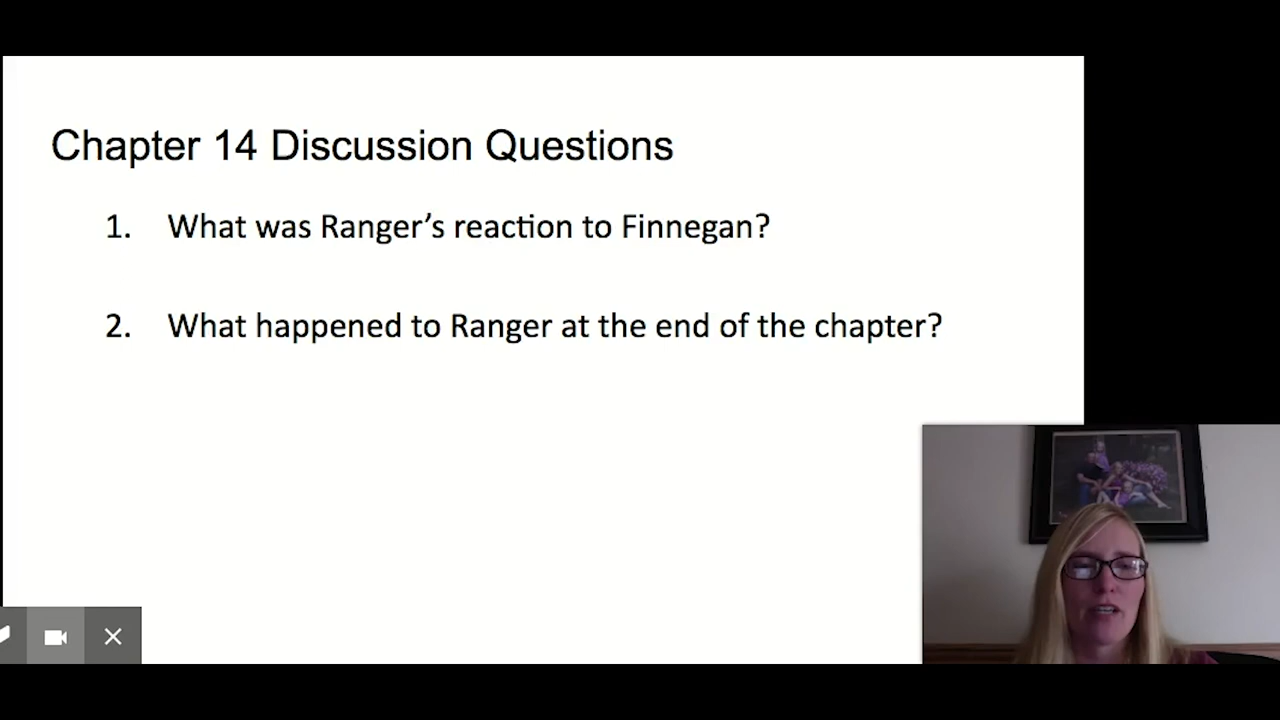 Chapter 14 Discussion Questions
1. What was Ranger’s reaction to Finnegan?
2. What happened to Ranger at the end of the chapter?